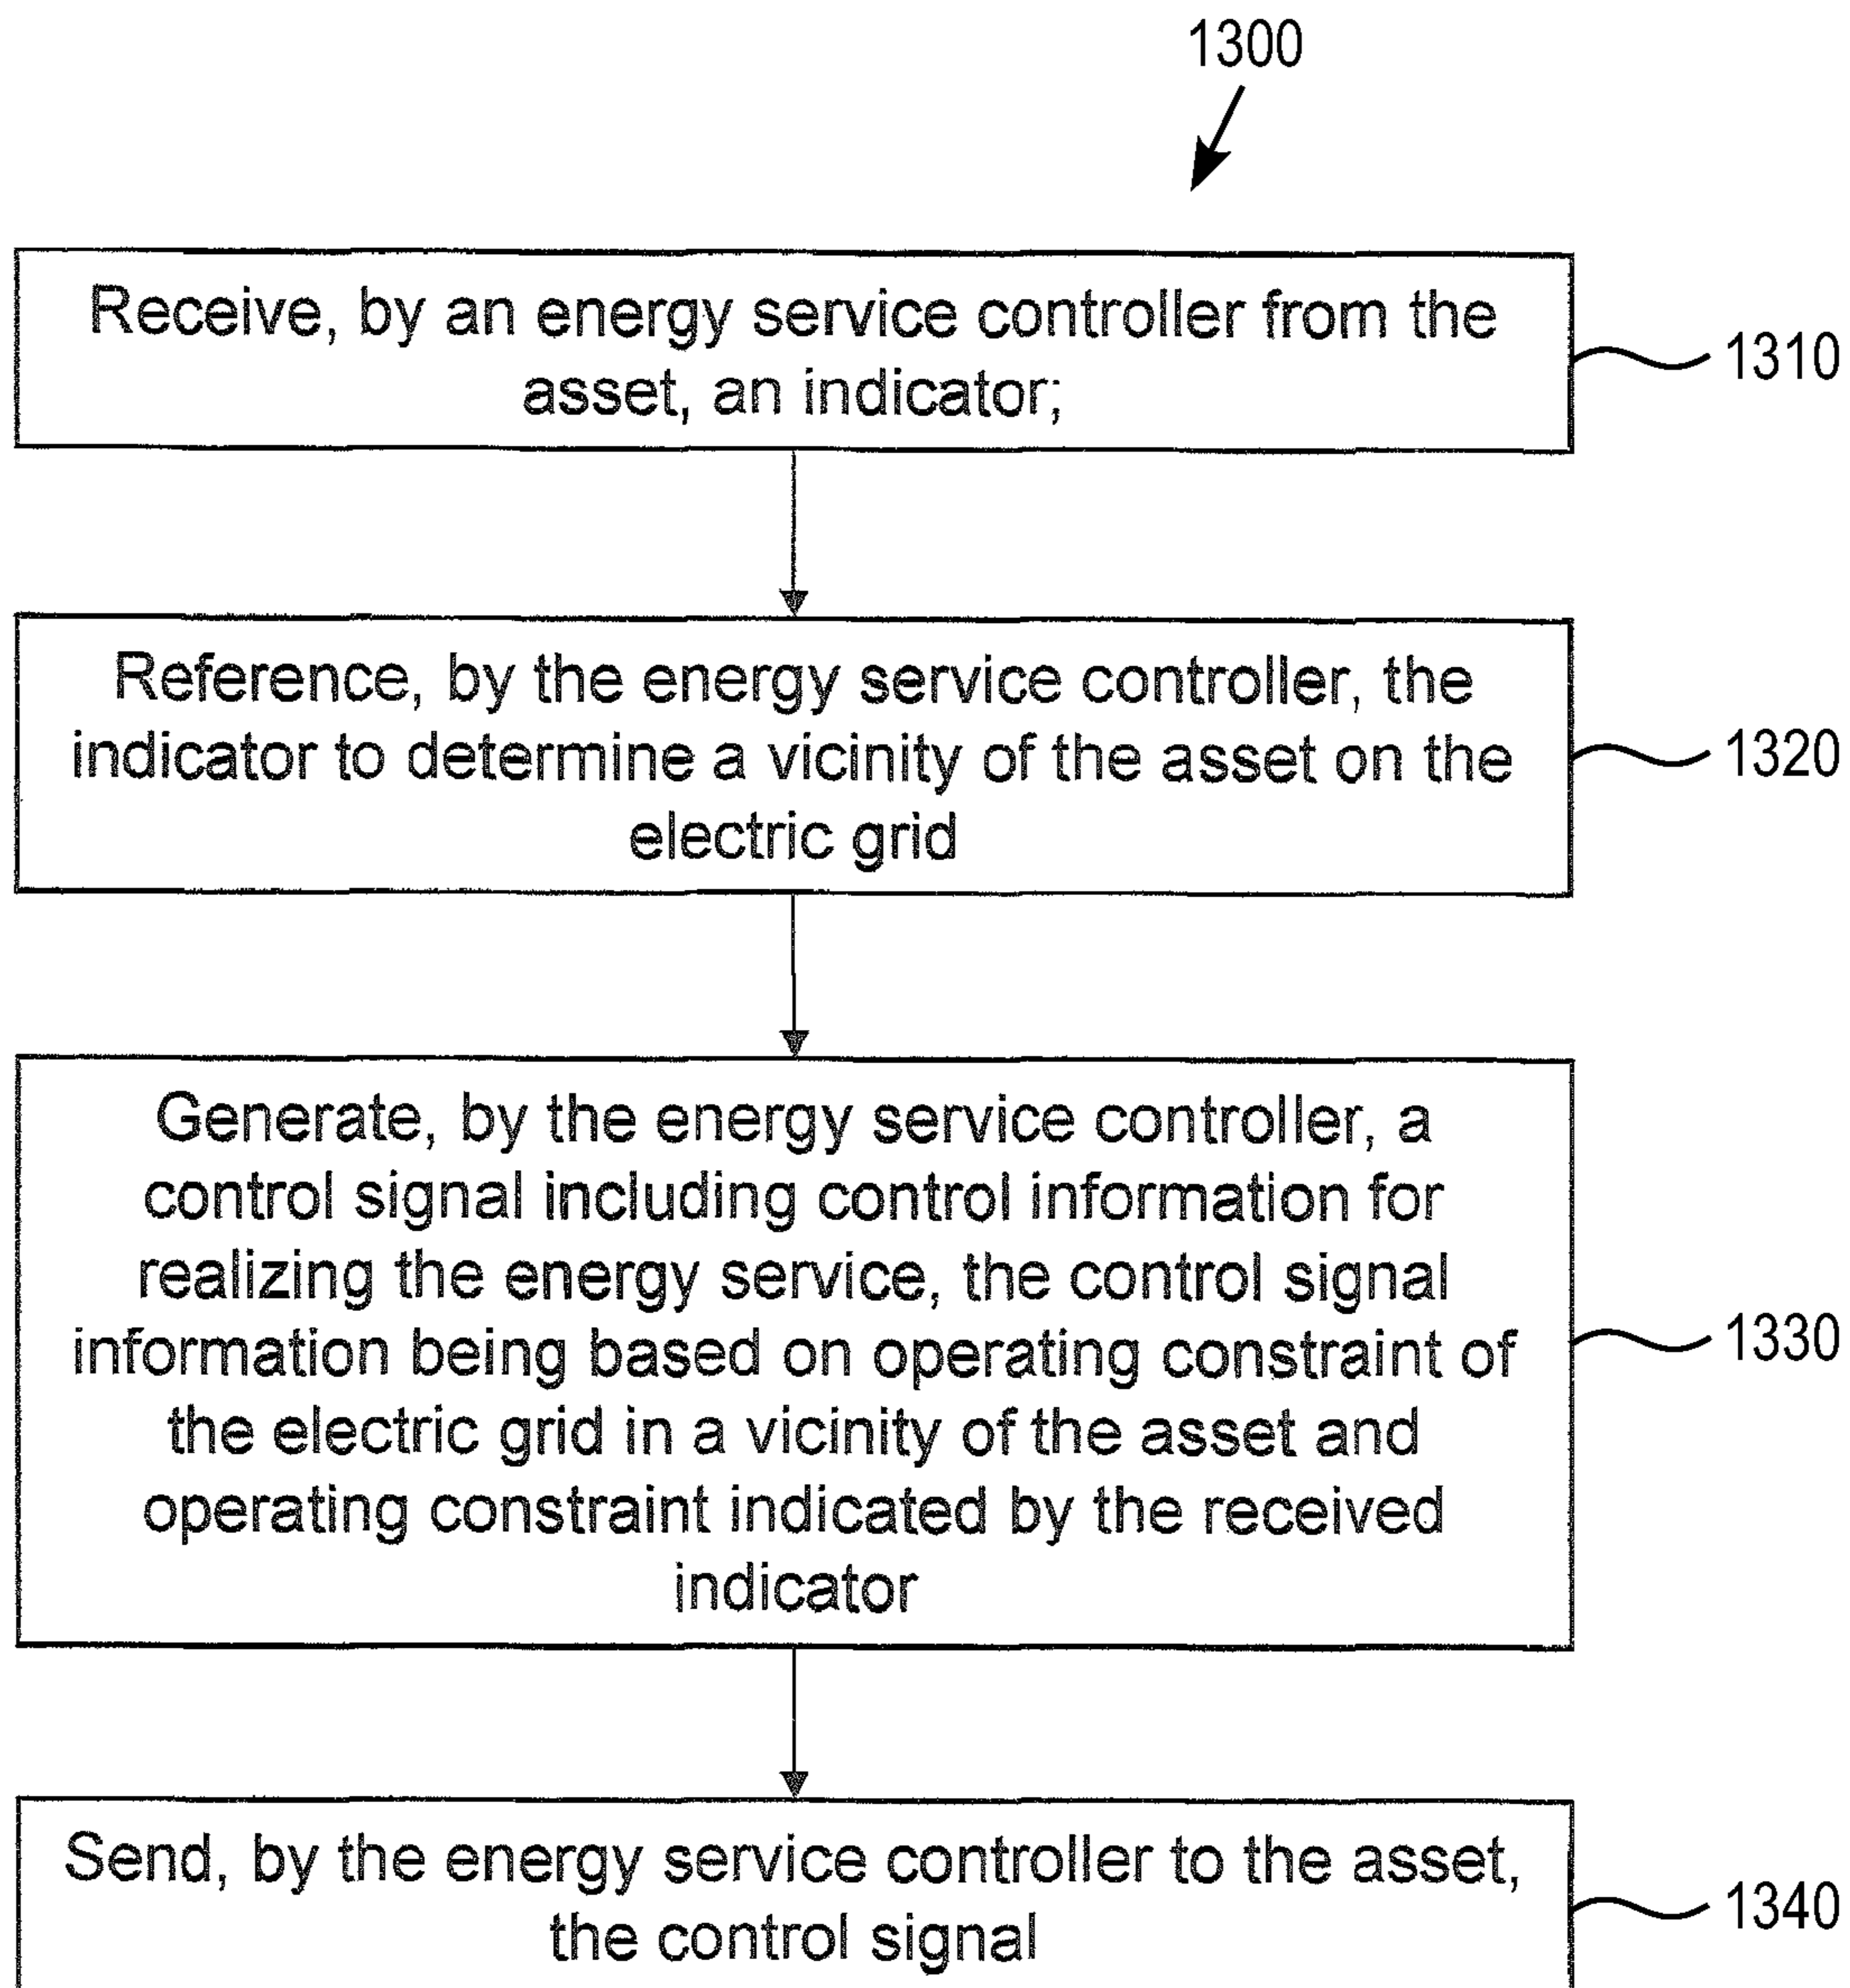 1300
Receive, by an energy service controller from the
asset, an indicator;
1310
Reference, by the energy service controller, the
indicator to determine a vicinity of the asset on the
electric grid
1320
Generate, by the energy service controller, a
control signal including control information for
realizing the energy service, the control signal
information being based on operating constraint of
the electric grid in a vicinity of the asset and
operating constraint indicated by the received
indicator
1330
Send, by the energy service controller to the asset,
the control signal
1340